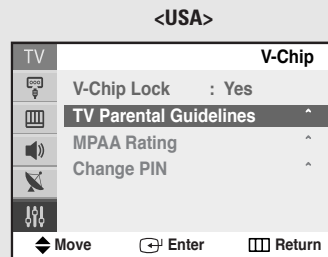 <USA>
TV V-Chip
V-Chip Lock : Yes
TV Parental Guidelines
MPAA Rating
Change PIN
Move Enter Return